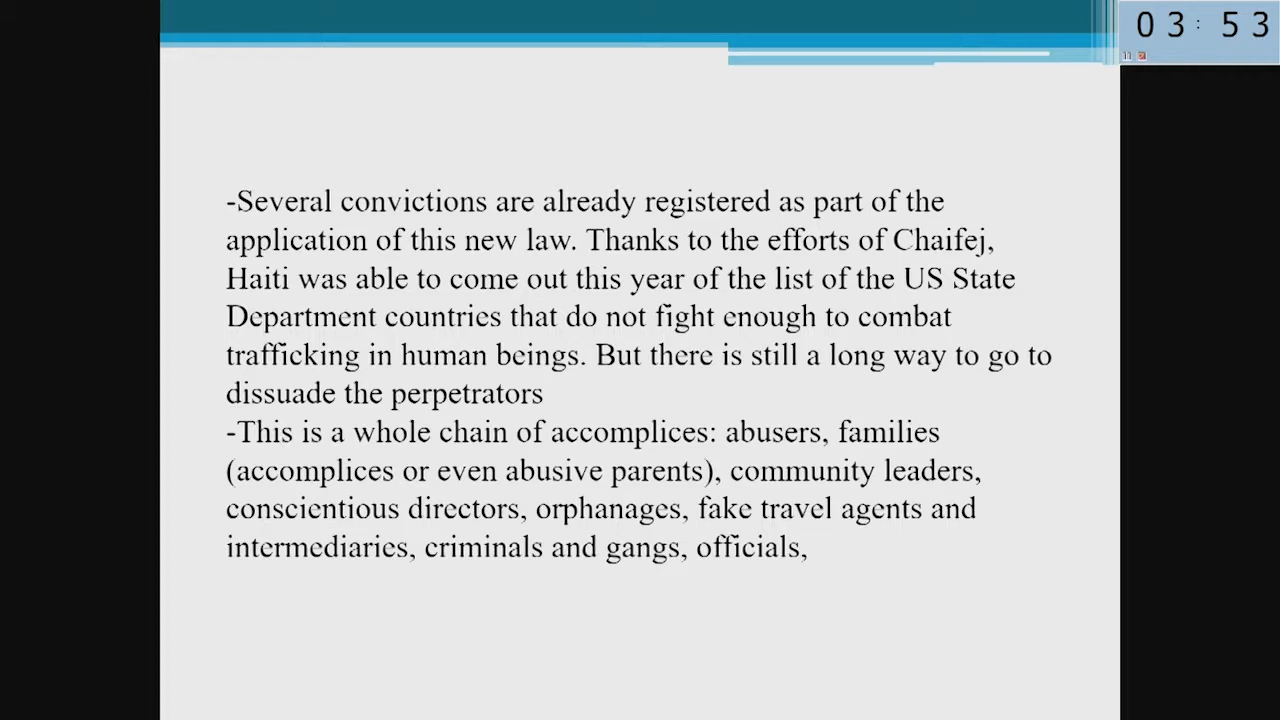 03:53
-Several convictions are already registered as part of the
application of this new law. Thanks to the efforts of Chaifej,
Haiti was able to come out this year of the list of the US State
Department countries that do not fight enough to combat
trafficking in human beings. But there is still a long way to go to
dissuade the perpetrators
-This is a whole chain of accomplices: abusers, families
(accomplices or even abusive parents), community leaders,
conscientious directors, orphanages, fake travel agents and
intermediaries, criminals and gangs, officials,